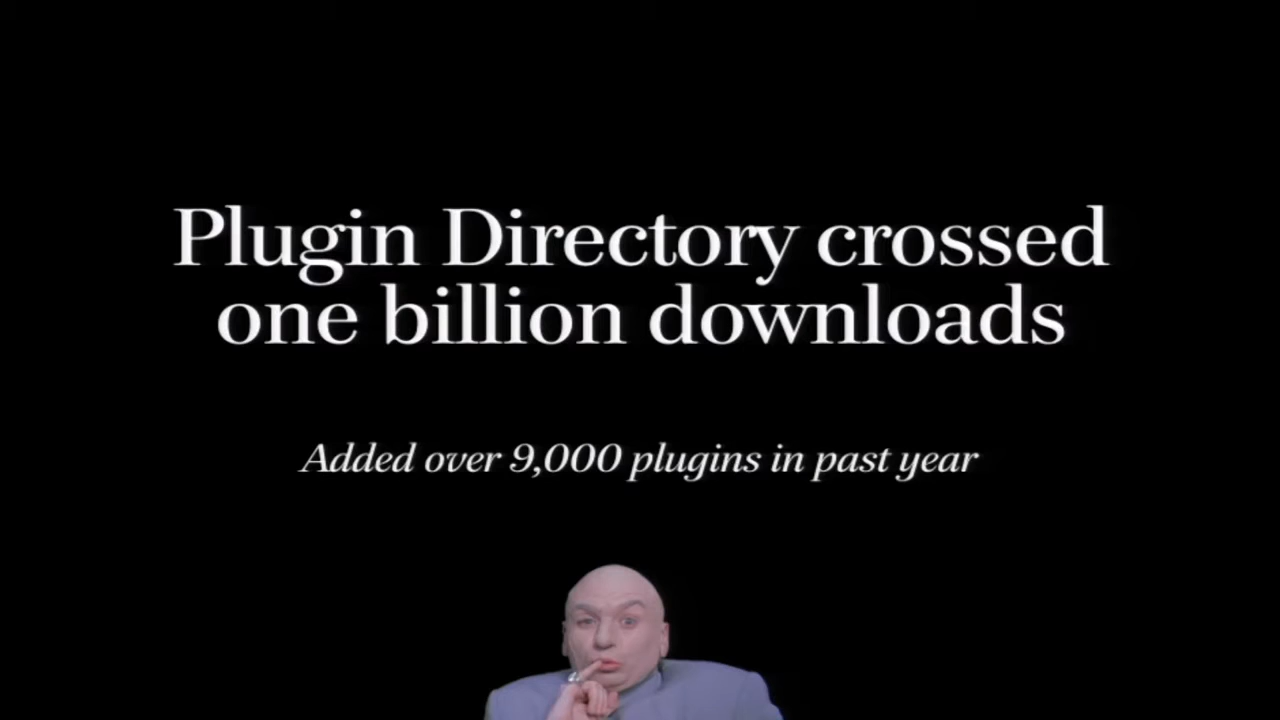 Plugin Directory crossed
one billion downloads
Added over 9,000 plugins in past year